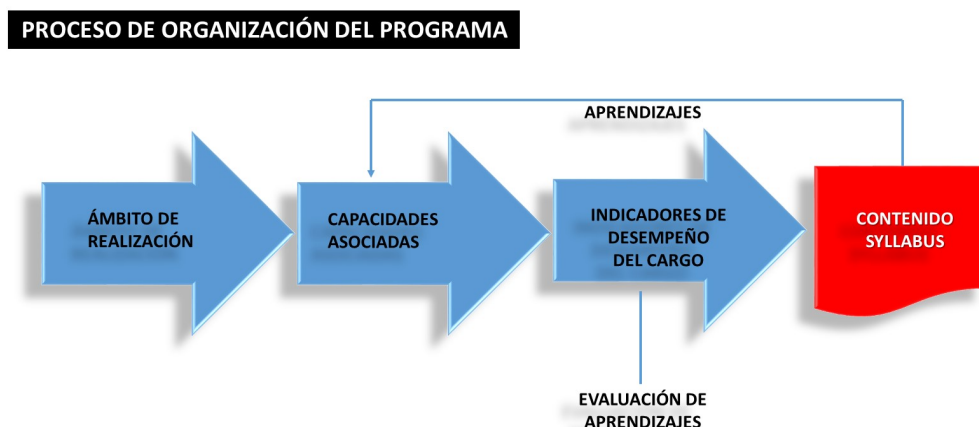 PROCESO DE ORGANIZACIÓN DEL PROGRAMA
APRENDIZAJES
ÁMBITO DE
REALIZACIÓN
CAPACIDADES
ASOCIADAS
INDICADORES DE
DESEMPEÑO
DEL CARGO
CONTENIDO
SYLLABUS
EVALUACIÓN DE
APRENDIZAJES